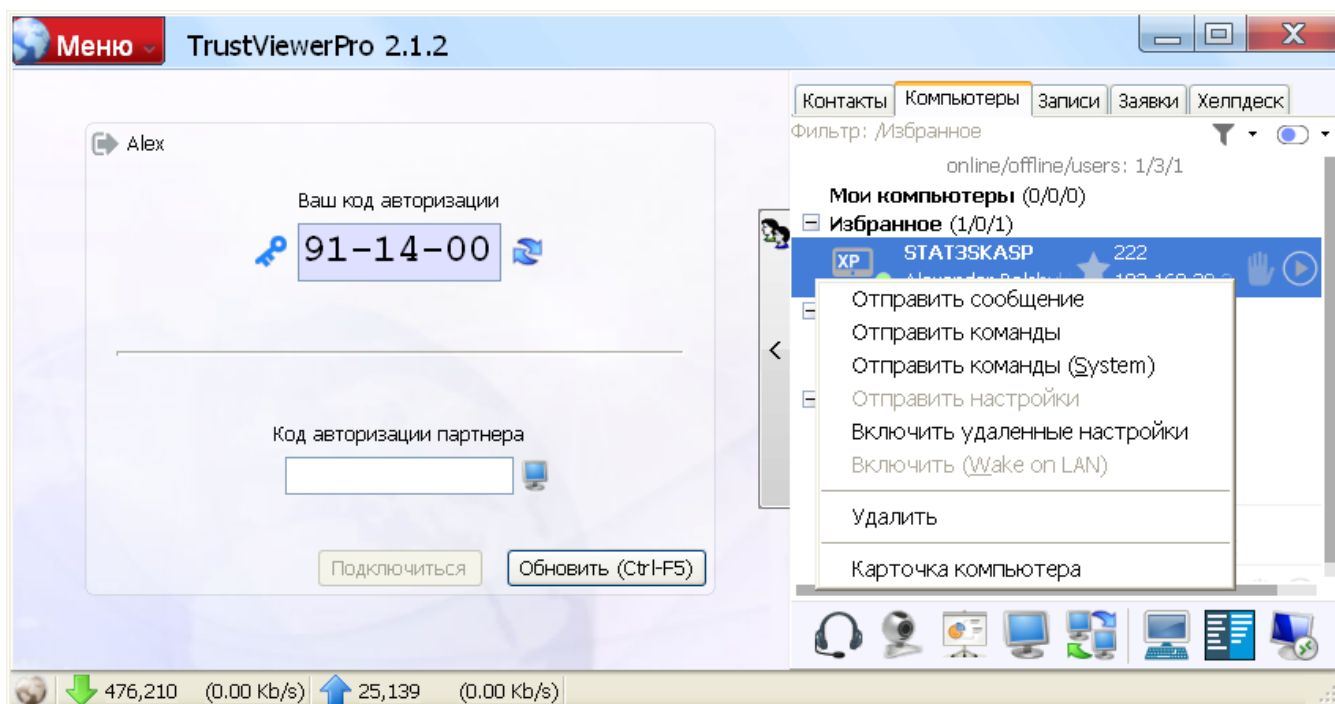 Меню TrustViewerPro 2.1.2
Контакты Компьютеры Записи Заявки Хелпдеск
Фильтр: /Избранное
online/offline/users: 1/3/1
Мои компьютеры (0/0/0)
Избранное (1/0/1)
XP STAT3SKASP 222
Alex
Ваш код авторизации
91-14-00
Код авторизации партнера
Подключиться Обновить (Ctrl-F5)
Отправить сообщение
Отправить команды
Отправить команды (System)
Отправить настройки
Включить удаленные настройки
Включить (Wake on LAN)
Удалить
Карточка компьютера
476,210 (0.00 Kb/s) 25,139 (0.00 Kb/s)